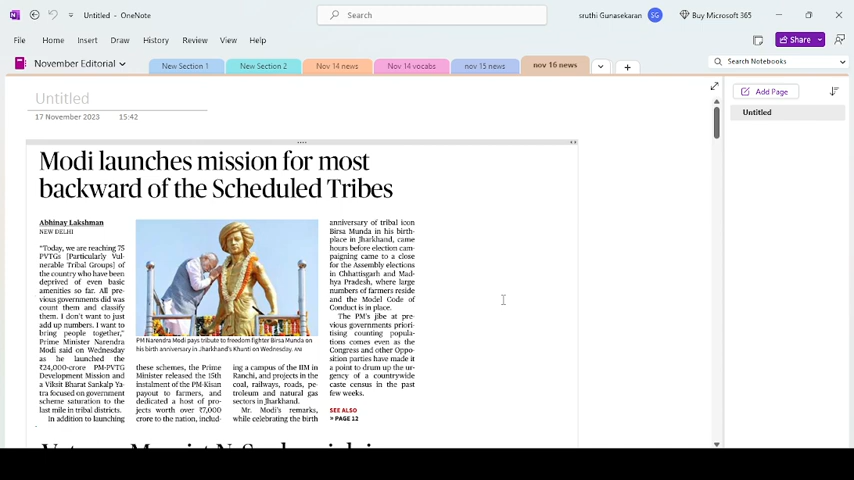 Untitled - OneNote
Search
sruthi Gunasekaran
SG
Buy Microsoft 365
File
Home
Insert
Draw
History
Review
View
Help
Share
November Editorial
New Section 1
New Section 2
Nov 14 news
Nov 14 vocabs
nov 15 news
nov 16 news
Search Notebooks
Untitled
17 November 2023
15:42
Add Page
Untitled
Modi launches mission for most
backward of the Scheduled Tribes
Abhinay Lakshman
NEW DELHI
“Today, we are reaching 75
PVTGs [Particularly Vul-
nerable Tribal Groups] of
the country who have been
deprived of even basic
amenities so far. All pre-
vious governments did was
count them and classify
them. I don't want to just
add up numbers. I want to
bring people together,”
Prime Minister Narendra
Modi said on Wednesday
as he launched the
₹24,000-crore PM-PVTG
Development Mission and
a Viksit Bharat Sankalp Ya-
tra focused on government
scheme saturation to the
last mile in tribal districts.
In addition to launching
PM Narendra Modi pays tribute to freedom fighter Birsa Munda on
his birth anniversary in Jharkhand's Khunti on Wednesday. ANI
these schemes, the Prime
Minister released the 15th
instalment of the PM-Kisan
payout to farmers, and
dedicated a host of pro-
jects worth over ₹7,000
crore to the nation, includ-
ing a campus of the IIM in
Ranchi, and projects in the
coal, railways, roads, pe-
troleum and natural gas
sectors in Jharkhand.
Mr. Modi's remarks,
while celebrating the birth
anniversary of tribal icon
Birsa Munda in his birth-
place in Jharkhand, came
hours before election cam-
paigning came to a close
for the Assembly elections
in Chhattisgarh and Mad-
hya Pradesh, where large
numbers of farmers reside
and the Model Code of
Conduct is in place.
The PM's jibe at pre-
vious governments priori-
tising counting popula-
tions comes even as the
Congress and other Oppo-
sition parties have made it
a point to drum up the ur-
gency of a countrywide
caste census in the past
few weeks.
SEE ALSO
» PAGE 12